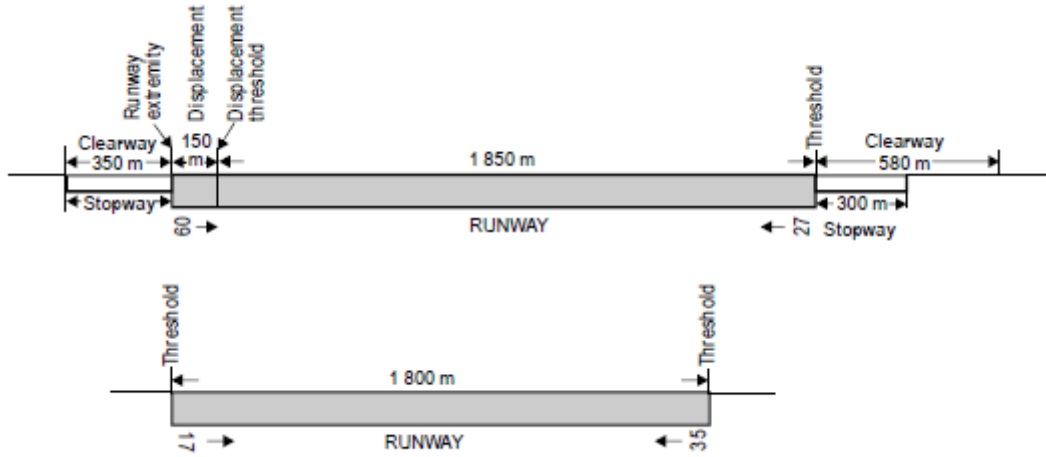 Runway
extremity
Displacement
Displacement
threshold
Threshold
Clearway
350 m
150
m
1 850 m
Clearway
580 m
Stopway
09
RUNWAY
27
300 m
Stopway
Threshold
Threshold
1 800 m
17
RUNWAY
35